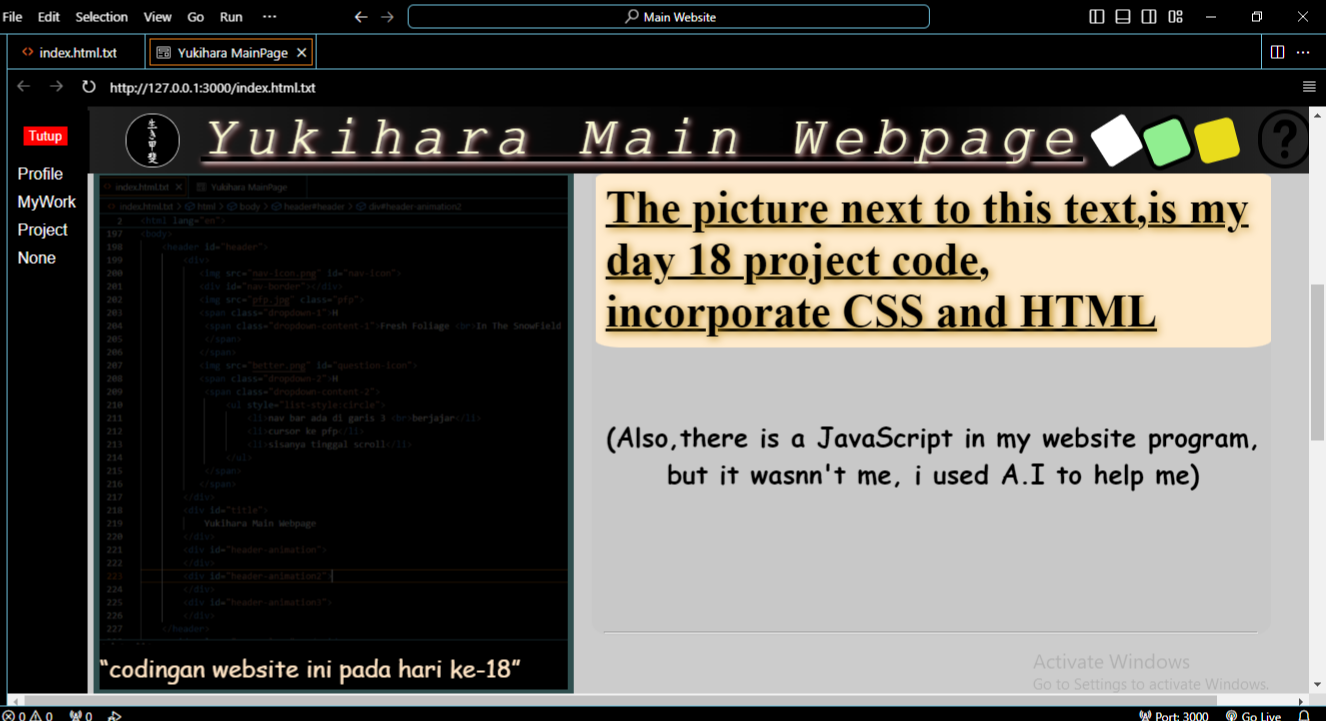 File Edit Selection View Go Run ···
Main Website
index.html.txt
Yukihara MainPage
http://127.0.0.1:3000/index.html.txt
Tutup
Profile
MyWork
Project
None
生き甲斐
Yukihara Main Webpage
?
index.html.txt Yukihara MainPage
index.html.txt > html > body > header#header > div#header-animation2
2 <html lang="en">
197 <body>
198 <header id="header">
199 <div>
200 <img src="nav-icon.png" id="nav-icon">
201 <div id="nav-border"></div>
202 <img src="pfp.jpg" class="pfp">
203 <span class="dropdown-1">H
204 <span class="dropdown-content-1">Fresh Foliage <br>In The SnowField
205 </span>
206 </span>
207 <img src="better.png" id="question-icon">
208 <span class="dropdown-2">H
209 <span class="dropdown-content-2">
210 <ul style="list-style:circle">
211 <li>nav bar ada di garis 3 <br>berjajar</li>
212 <li>cursor ke pfp</li>
213 <li>sisanya tinggal scroll</li>
214 </ul>
215 </span>
216 </span>
217 </div>
218 <div id="title">
219 Yukihara Main Webpage
220 </div>
221 <div id="header-animation">
222 </div>
223 <div id="header-animation2">
224 </div>
225 <div id="header-animation3">
226 </div>
227 </header>
“codingan website ini pada hari ke-18”
The picture next to this text,is my
day 18 project code,
incorporate CSS and HTML
(Also,there is a JavaScript in my website program,
but it wasnn't me, i used A.I to help me)
Activate Windows
Go to Settings to activate Windows.
0 0 0
Port: 3000 Go Live